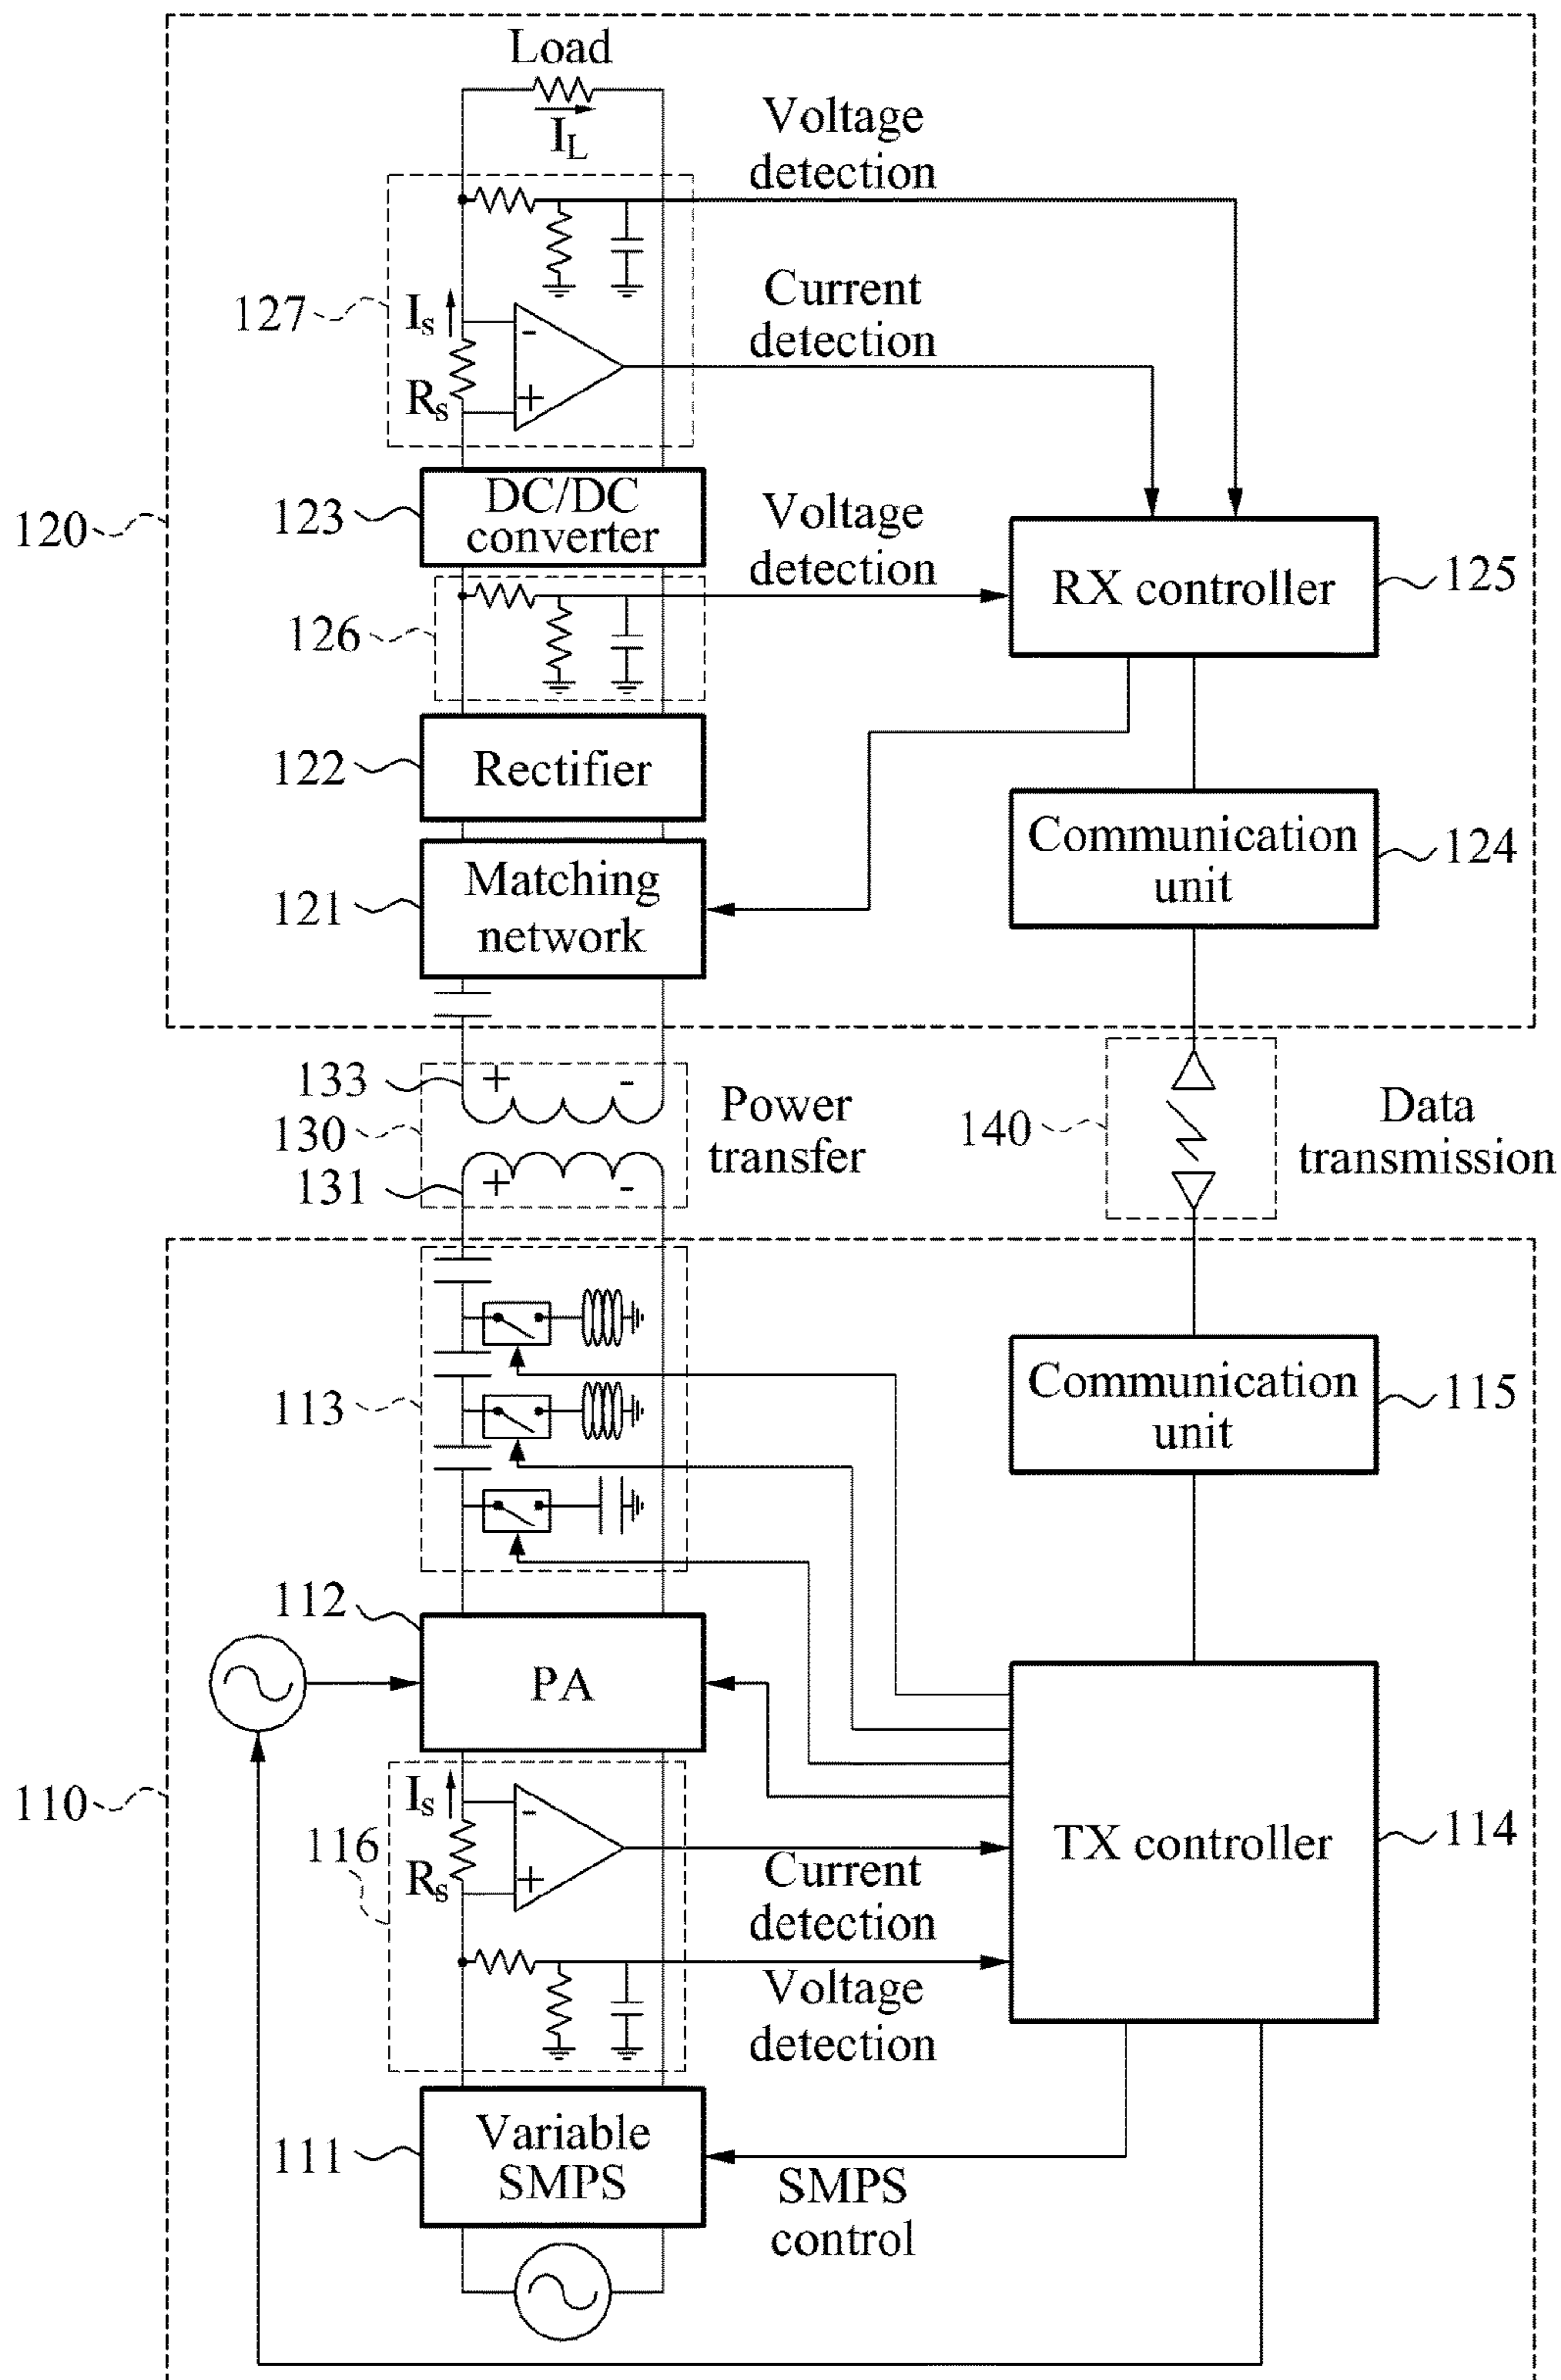 Load
I_L
Voltage
detection
127
I_s
-
+
R_s
Current
detection
123
DC/DC
converter
Voltage
detection
120
RX controller
125
126
122
Rectifier
Communication
unit
124
121
Matching
network
133
+
-
130
Power
transfer
140
Data
transmission
131
+
-
113
Communication
unit
115
112
PA
110
I_s
-
116
R_s
+
Current
detection
TX controller
114
Voltage
detection
111
Variable
SMPS
SMPS
control